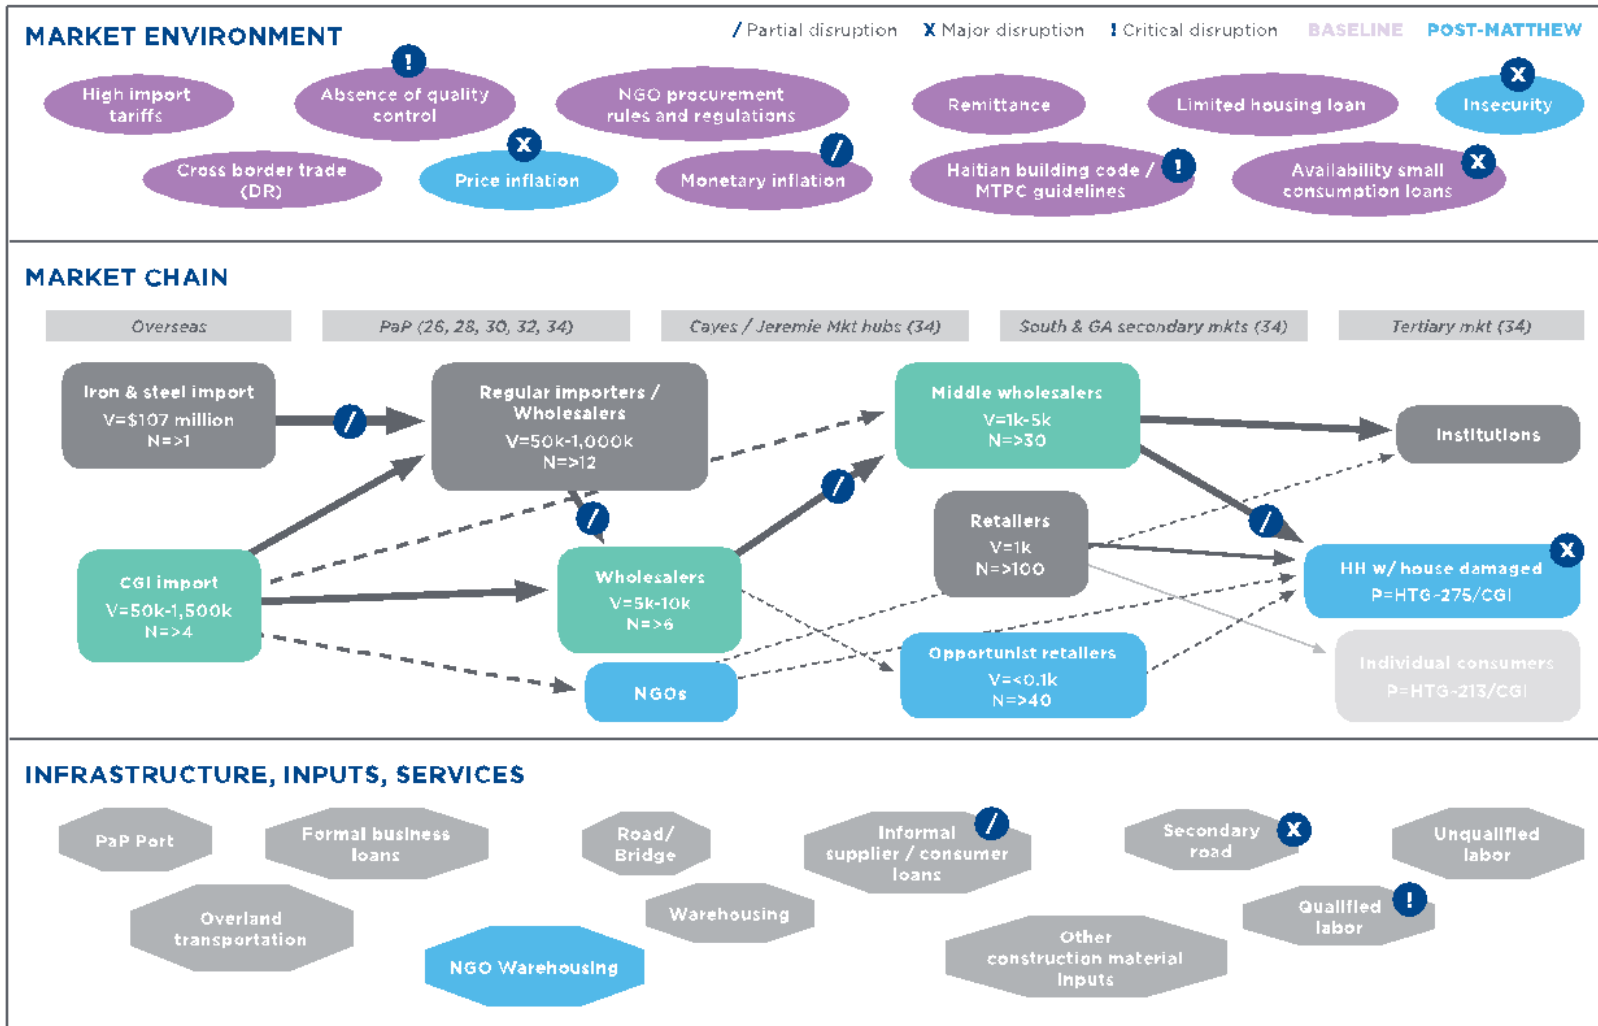 MARKET ENVIRONMENT
/ Partial disruption X Major disruption ! Critical disruption BASELINE POST-MATTHEW
High import
tariffs
!
Absence of quality
control
NGO procurement
rules and regulations
Remittance
Limited housing loan
X
Insecurity
Cross border trade
(DR)
X
Price inflation
/
Monetary inflation
Haitian building code /
MTPC guidelines
!
Availability small
consumption loans
X
MARKET CHAIN
Overseas
PaP (26, 28, 30, 32, 34)
Cayes / Jeremie Mkt hubs (34)
South & GA secondary mkts (34)
Tertiary mkt (34)
Iron & steel import
V=$107 million
N=>1
/
Regular importers /
Wholesalers
V=50k-1,000k
N=>12
/
Middle wholesalers
V=1k-5k
N=>30
/
Institutions
Retallers
V=1k
N=>100
/
CGI import
V=50k-1,500k
N=>4
Wholesalers
V=5k-10k
N=>6
HH w/ house damaged
P=HTG~275/CGI
X
NGOs
Opportunist retailers
V=<0.1k
N=>40
Individual consumers
P=HTG~213/CGI
INFRASTRUCTURE, INPUTS, SERVICES
PaP Port
Formal business
loans
Road/
Bridge
Informal
supplier / consumer
loans
/
Secondary
road
X
Unqualified
labor
Overland
transportation
NGO Warehousing
Warehousing
Other
construction material
inputs
Qualified
labor
!